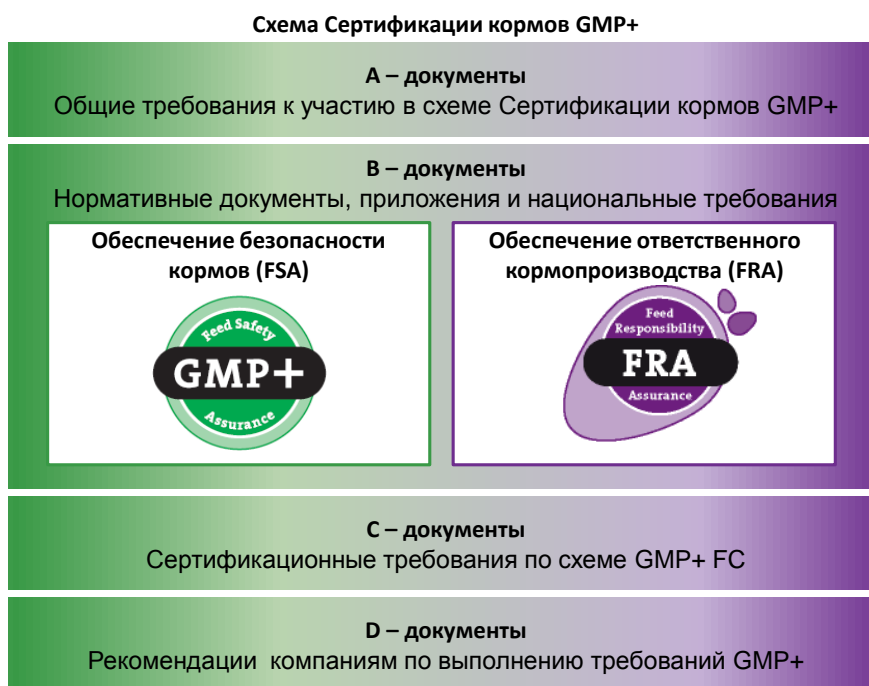 Схема Сертификации кормов GMP+
A – документы
Общие требования к участию в схеме Сертификации кормов GMP+
B – документы
Нормативные документы, приложения и национальные требования
Обеспечение безопасности
кормов (FSA)
Feed Safety
GMP+
Assurance
Обеспечение ответственного
кормопроизводства (FRA)
Feed
Responsibility
FRA
Assurance
C – документы
Сертификационные требования по схеме GMP+ FC
D – документы
Рекомендации компаниям по выполнению требований GMP+